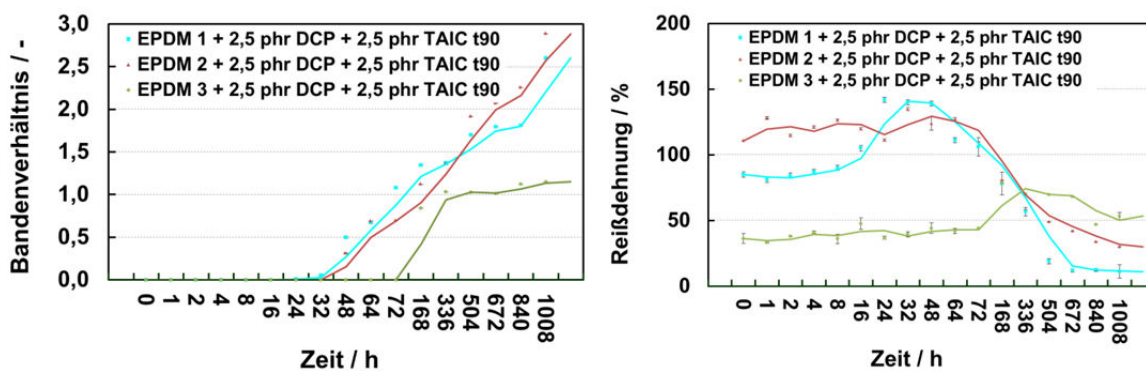 3,0
2,5
2,0
1,5
1,0
0,5
0,0
Bandenverhältnis / -
EPDM 1 + 2,5 phr DCP + 2,5 phr TAIC t90
EPDM 2 + 2,5 phr DCP + 2,5 phr TAIC t90
EPDM 3 + 2,5 phr DCP + 2,5 phr TAIC t90
0 1 2 4 8 16 24 32 48 64 72 168 336 504 672 840 1008
Zeit / h
200
150
100
50
0
Reißdehnung / %
EPDM 1 + 2,5 phr DCP + 2,5 phr TAIC t90
EPDM 2 + 2,5 phr DCP + 2,5 phr TAIC t90
EPDM 3 + 2,5 phr DCP + 2,5 phr TAIC t90
0 1 2 4 8 16 24 32 48 64 72 168 336 504 672 840 1008
Zeit / h